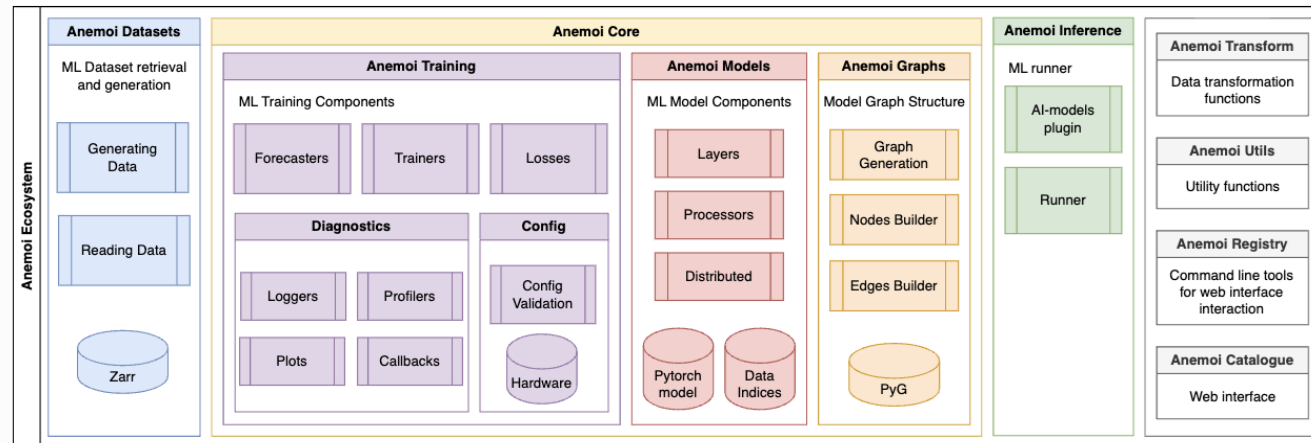 Anemoi Ecosystem
Anemoi Datasets
ML Dataset retrieval
and generation
Generating
Data
Reading Data
Zarr
Anemoi Core
Anemoi Training
ML Training Components
Forecasters
Trainers
Losses
Diagnostics
Loggers
Profilers
Plots
Callbacks
Config
Config
Validation
Hardware
Anemoi Models
ML Model Components
Layers
Processors
Distributed
Pytorch
model
Data
Indices
Anemoi Graphs
Model Graph Structure
Graph
Generation
Nodes Builder
Edges Builder
PyG
Anemoi Inference
ML runner
AI-models
plugin
Runner
Anemoi Transform
Data transformation
functions
Anemoi Utils
Utility functions
Anemoi Registry
Command line tools
for web interface
interaction
Anemoi Catalogue
Web interface